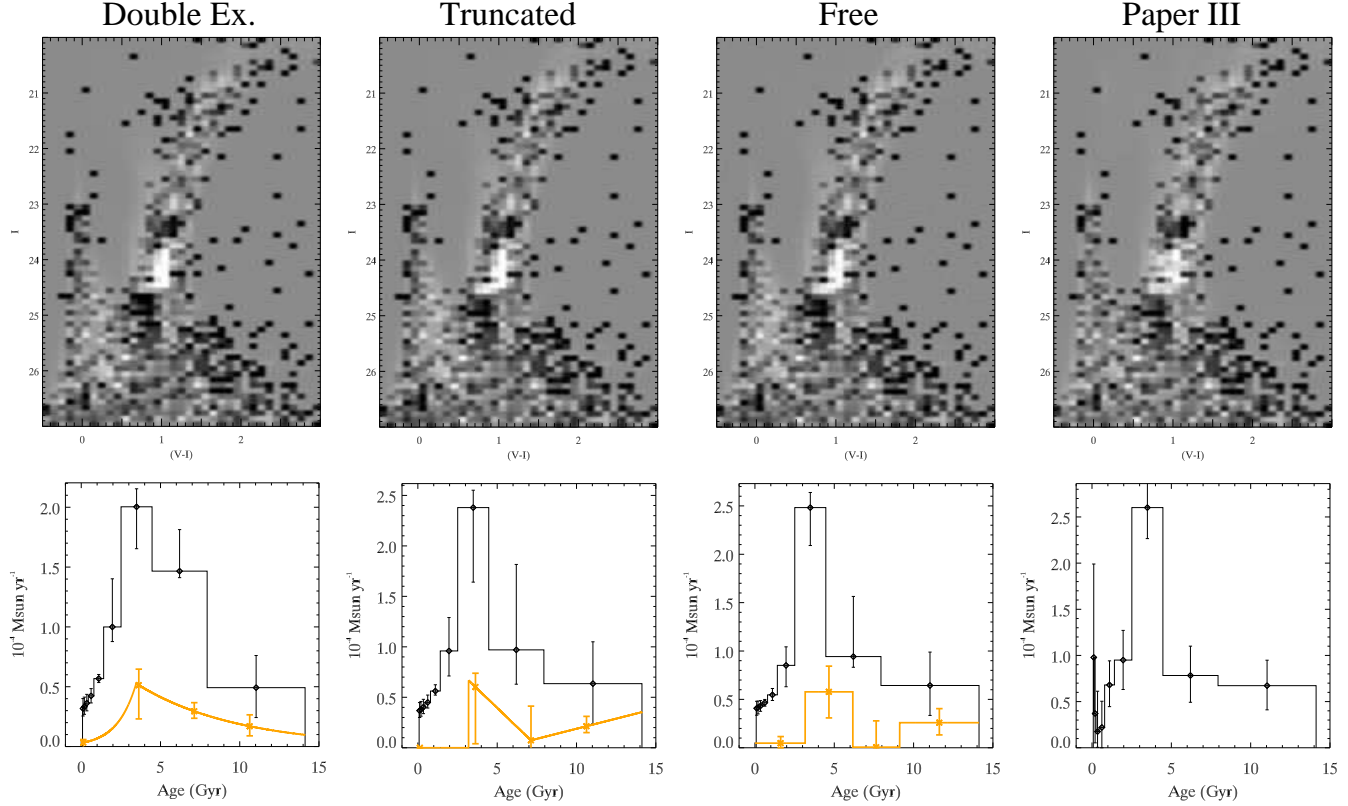 Double Ex. Truncated Free Paper III
21 21 21 21
22 22 22 22
23 23 23 23
I I I I
24 24 24 24
25 25 25 25
26 26 26 26
0 1 2 0 1 2 0 1 2 0 1 2
(V-I) (V-I) (V-I) (V-I)
2.0
1.5
1.0
0.5
0.0
10⁻⁴ Msun yr⁻¹
0 5 10 15
Age (Gyr)
2.5
2.0
1.5
1.0
0.5
0.0
10⁻⁴ Msun yr⁻¹
0 5 10 15
Age (Gyr)
2.5
2.0
1.5
1.0
0.5
0.0
10⁻⁴ Msun yr⁻¹
0 5 10 15
Age (Gyr)
2.5
2.0
1.5
1.0
0.5
0.0
10⁻⁴ Msun yr⁻¹
0 5 10 15
Age (Gyr)